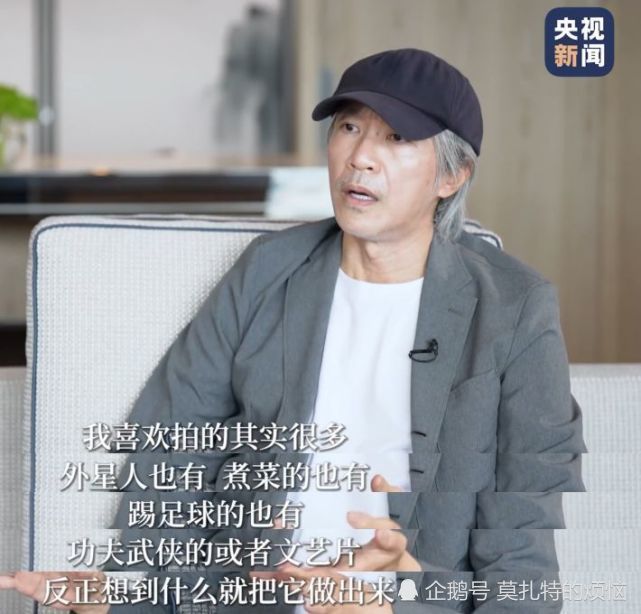 央视
新闻
我喜欢拍的其实很多
外星人也有 煮菜的也有
踢足球的也有
功夫武侠的或者文艺片
反正想到什么就把它做出来
企鹅号 莫扎特的烦恼